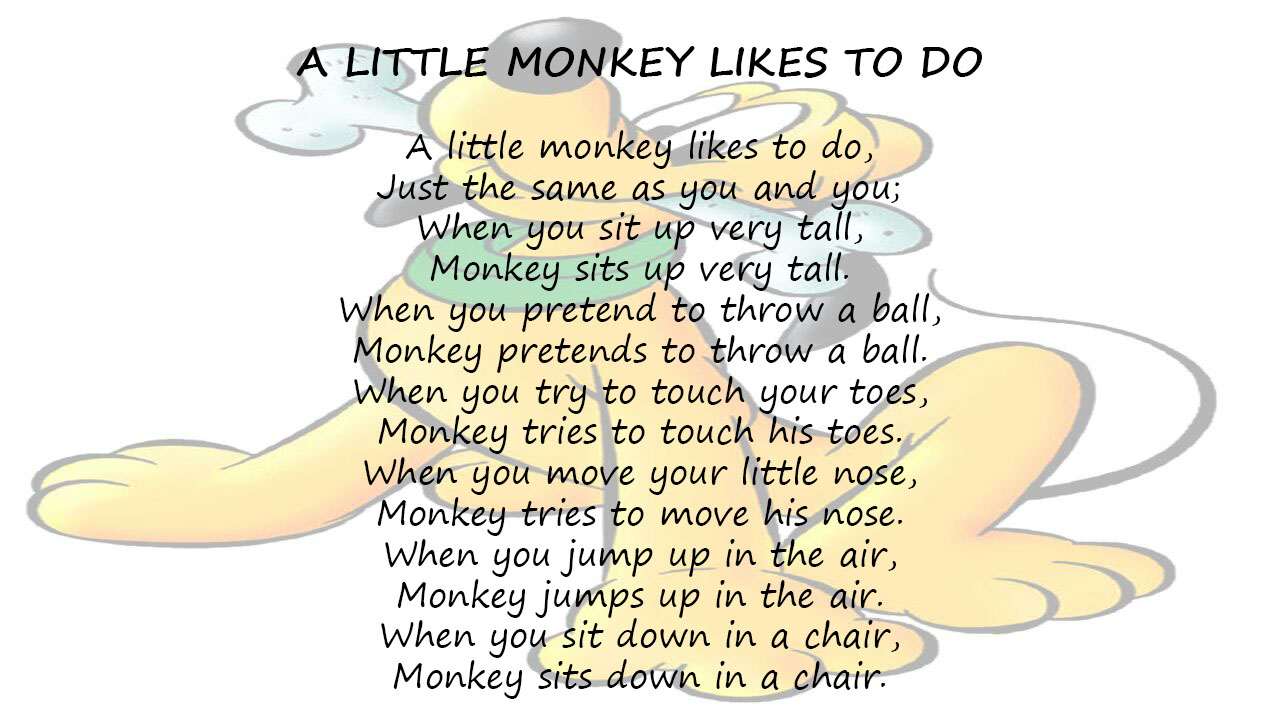 A LITTLE MONKEY LIKES TO DO
A little monkey likes to do,
Just the same as you and you;
When you sit up very tall,
Monkey sits up very tall.
When you pretend to throw a ball,
Monkey pretends to throw a ball.
When you try to touch your toes,
Monkey tries to touch his toes.
When you move your little nose,
Monkey tries to move his nose.
When you jump up in the air,
Monkey jumps up in the air.
When you sit down in a chair,
Monkey sits down in a chair.